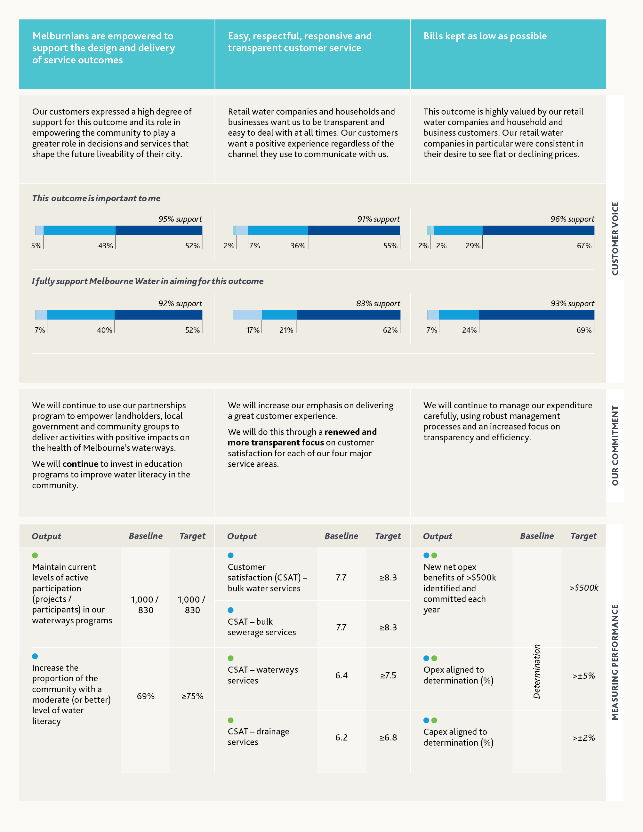 Melburnians are empowered to
support the design and delivery
of service outcomes
Easy, respectful, responsive and
transparent customer service
Bills kept as low as possible
Our customers expressed a high degree of
support for this outcome and its role in
empowering the community to play a
greater role in decisions and services that
shape the future liveability of their city.
Retail water companies and households and
businesses want us to be transparent and
easy to deal with at all times. Our customers
want a positive experience regardless of the
channel they use to communicate with us.
This outcome is highly valued by our retail
water companies and household and
business customers. Our retail water
companies in particular were consistent in
their desire to see flat or declining prices.
CUSTOMER VOICE
This outcome is important to me
95% support
5% 43% 52%
91% support
2% 7% 36% 55%
96% support
2% 2% 29% 67%
I fully support Melbourne Water in aiming for this outcome
92% support
7% 40% 52%
83% support
17% 21% 62%
93% support
7% 24% 69%
We will continue to use our partnerships
program to empower landholders, local
government and community groups to
deliver activities with positive impacts on
the health of Melbourne's waterways.
We will continue to invest in education
programs to improve water literacy in the
community.
We will increase our emphasis on delivering
a great customer experience.
We will do this through a renewed and
more transparent focus on customer
satisfaction for each of our four major
service areas.
We will continue to manage our expenditure
carefully, using robust management
processes and an increased focus on
transparency and efficiency.
OUR COMMITMENT
Output Baseline Target
Maintain current
levels of active
participation
(projects /
participants) in our
waterways programs
1,000 /
830
1,000 /
830
Increase the
proportion of the
community with a
moderate (or better)
level of water
literacy
69%
≥75%
Output Baseline Target
Customer
satisfaction (CSAT) –
bulk water services
7.7
≥8.3
CSAT – bulk
sewerage services
7.7
≥8.3
CSAT – waterways
services
6.4
≥7.5
CSAT – drainage
services
6.2
≥6.8
Output Baseline Target
New net opex
benefits of >$500k
identified and
committed each
year
>$500k
Opex aligned to
determination (%)
>±5%
Capex aligned to
determination (%)
>±2%
Determination
MEASURING PERFORMANCE